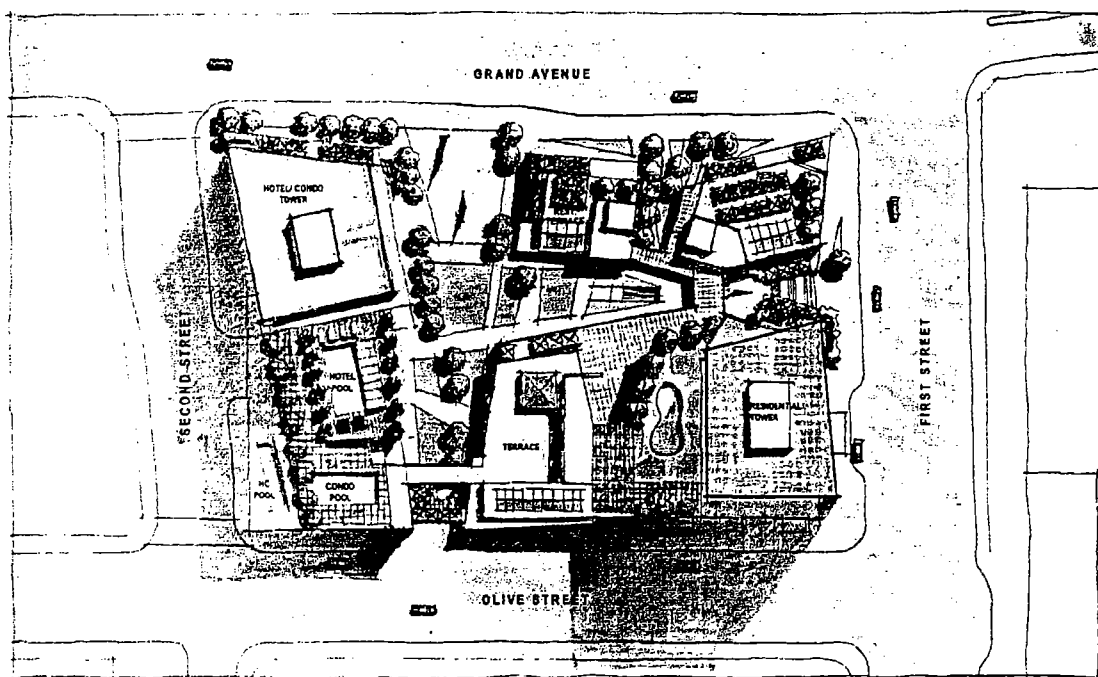 GRAND AVENUE
HOTEL/ CONDO
TOWER
TERRACE
SECOND STREET
FIRST STREET
HOTEL
POOL
RESIDENTIAL
TOWER
TERRACE
HC
POOL
CONDO
POOL
OLIVE STREET